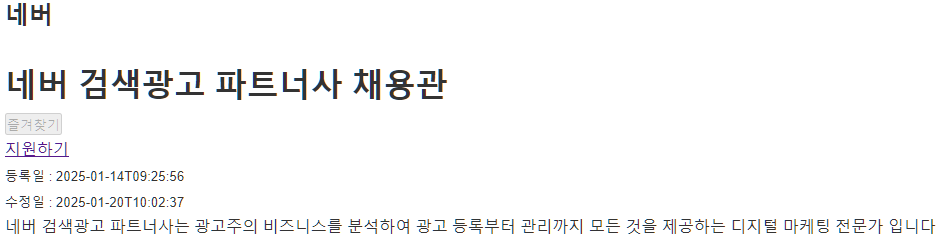 네버
네버 검색광고 파트너사 채용관
즐겨찾기
지원하기
등록일 : 2025-01-14T09:25:56
수정일 : 2025-01-20T10:02:37
네버 검색광고 파트너사는 광고주의 비즈니스를 분석하여 광고 등록부터 관리까지 모든 것을 제공하는 디지털 마케팅 전문가 입니다